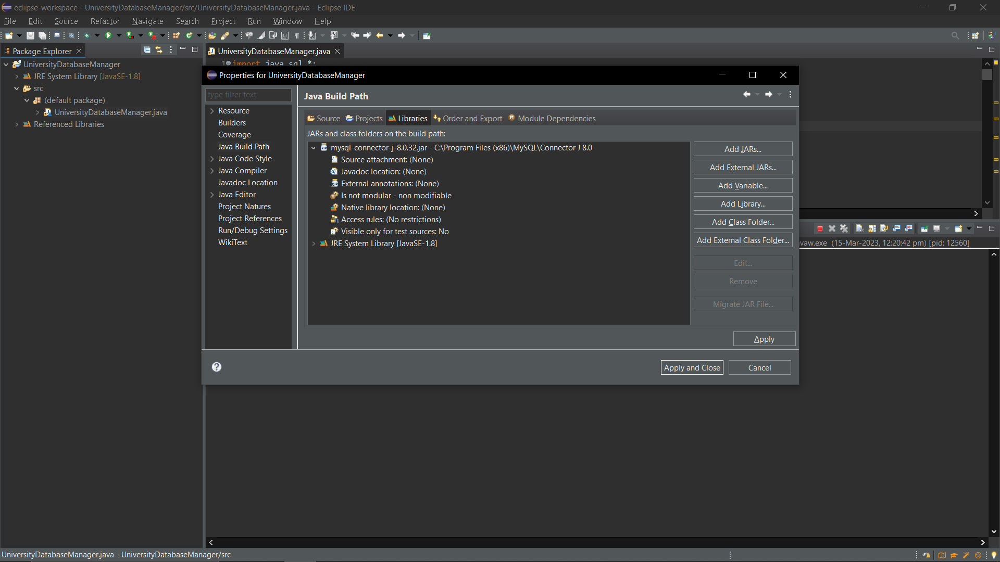 eclipse-workspace - UniversityDatabaseManager/src/UniversityDatabaseManager.java - Eclipse IDE
File Edit Source Refactor Navigate Search Project Run Window Help
Package Explorer
UniversityDatabaseManager.java
UniversityDatabaseManager
JRE System Library [JavaSE-1.8]
src
(default package)
UniversityDatabaseManager.java
Referenced Libraries
1 import java.sql.*;
Properties for UniversityDatabaseManager
type filter text
Resource
Builders
Coverage
Java Build Path
Java Code Style
Java Compiler
Javadoc Location
Java Editor
Project Natures
Project References
Run/Debug Settings
WikiText
Java Build Path
Source Projects Libraries Order and Export Module Dependencies
JARs and class folders on the build path:
mysql-connector-j-8.0.32.jar - C:\Program Files (x86)\MySQL\Connector J 8.0
Source attachment: (None)
Javadoc location: (None)
External annotations: (None)
Is not modular - non modifiable
Native library location: (None)
Access rules: (No restrictions)
Visible only for test sources: No
JRE System Library [JavaSE-1.8]
Add JARs...
Add External JARs...
Add Variable...
Add Library...
Add Class Folder...
Add External Class Folder...
Edit...
Remove
Migrate JAR File...
Apply
Apply and Close
Cancel
vaw.exe (15-Mar-2023, 12:20:42 pm) [pid: 12560]
UniversityDatabaseManager.java - UniversityDatabaseManager/src